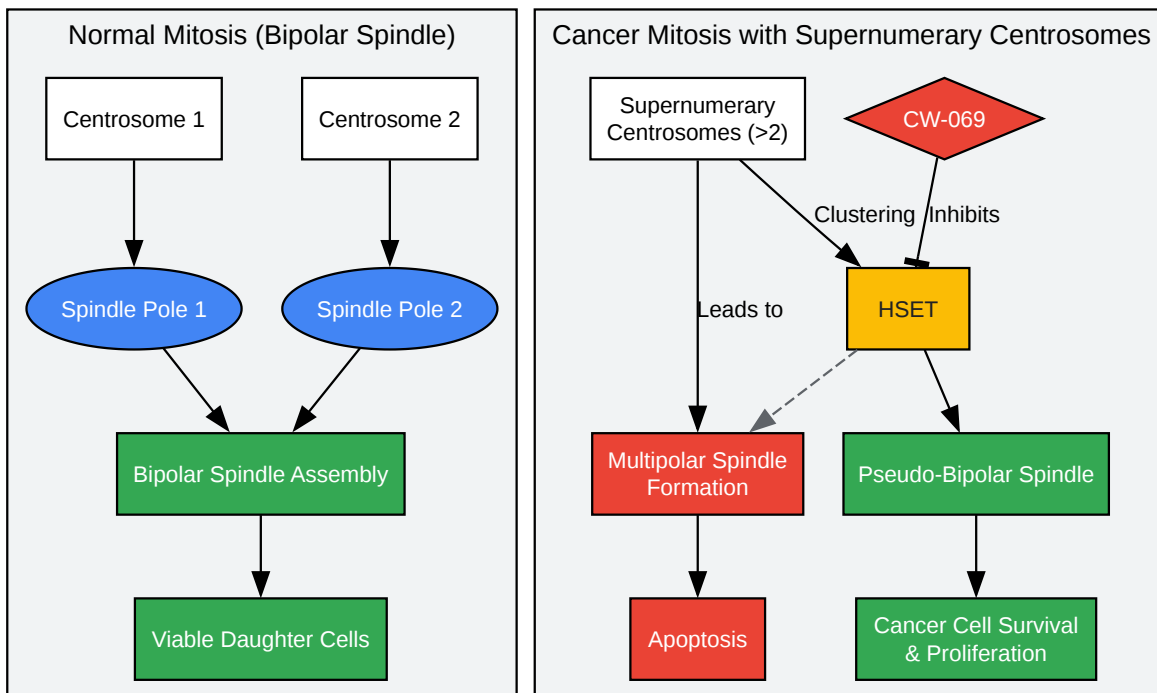 Normal Mitosis (Bipolar Spindle)
Centrosome 1
Centrosome 2
Spindle Pole 1
Spindle Pole 2
Bipolar Spindle Assembly
Viable Daughter Cells
Cancer Mitosis with Supernumerary Centrosomes
Supernumerary
Centrosomes (>2)
CW-069
Clustering
Inhibits
Leads to
HSET
Multipolar Spindle
Formation
Pseudo-Bipolar Spindle
Apoptosis
Cancer Cell Survival
& Proliferation